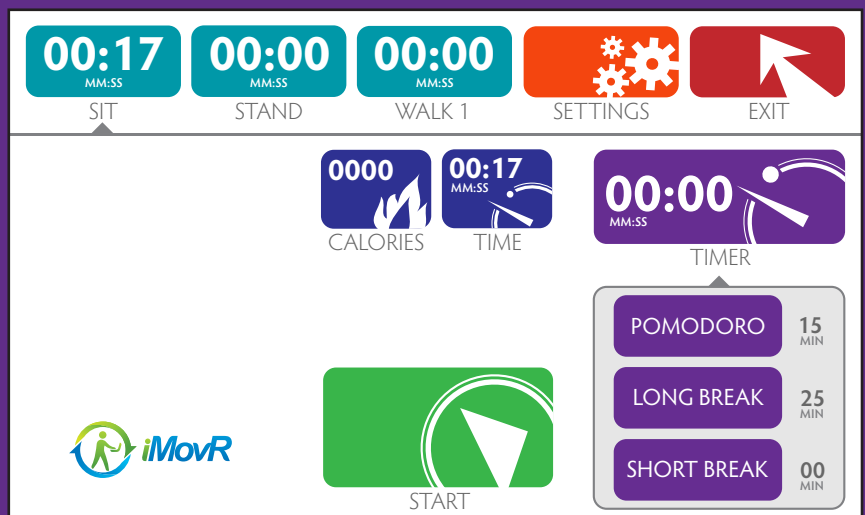 00:17 00:00 00:00
MM:SS MM:SS MM:SS
SIT STAND WALK 1 SETTINGS EXIT
0000 00:17 00:00
MM:SS MM:SS
CALORIES TIME TIMER
POMODORO 15 MIN
LONG BREAK 25 MIN
SHORT BREAK 00 MIN
iMovR
START